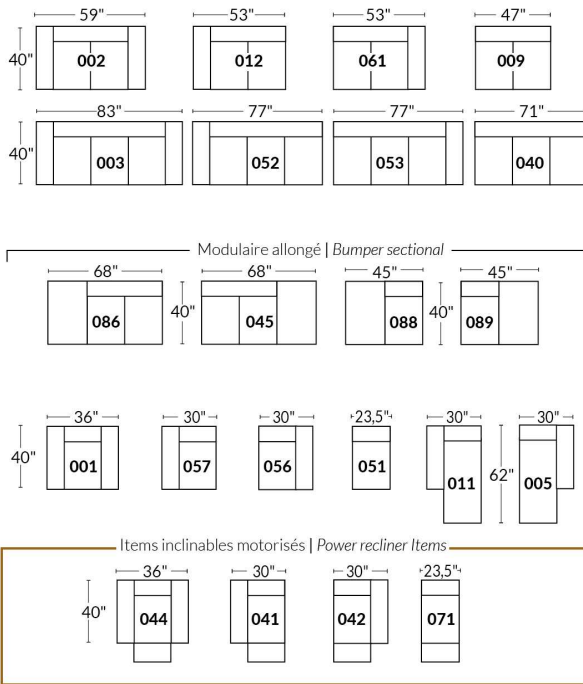 59" 53" 53" 47"
40" 002 012 061 009
83" 77" 77" 71"
40" 003 052 053 040
Modulaire allongé | Bumper sectional
68" 68" 45" 45"
086 40" 045 088 40" 089
36" 30" 30" 23,5" 30" 30"
40" 001 057 056 051 011 62" 005
Items inclinables motorisés | Power recliner Items
36" 30" 30" 23,5"
40" 044 041 042 071